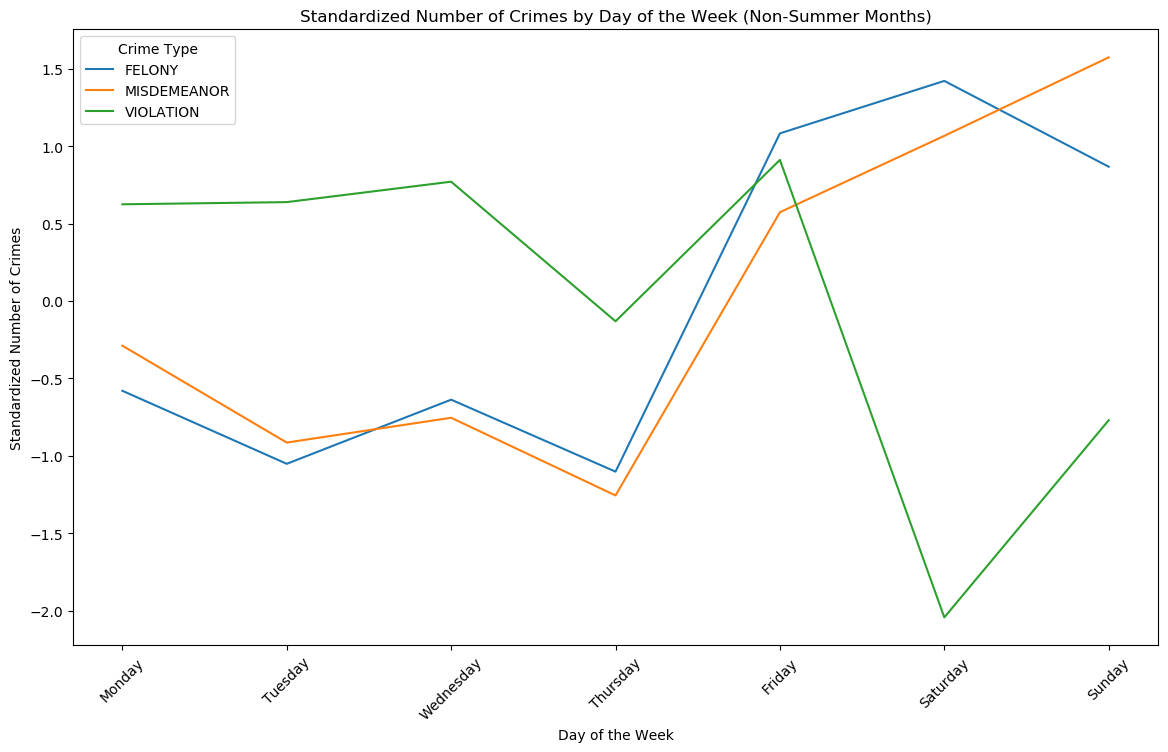 Standardized Number of Crimes by Day of the Week (Non-Summer Months)
Crime Type
FELONY
MISDEMEANOR
VIOLATION
Standardized Number of Crimes
1.5
1.0
0.5
0.0
−0.5
−1.0
−1.5
−2.0
Monday
Tuesday
Wednesday
Thursday
Friday
Saturday
Sunday
Day of the Week